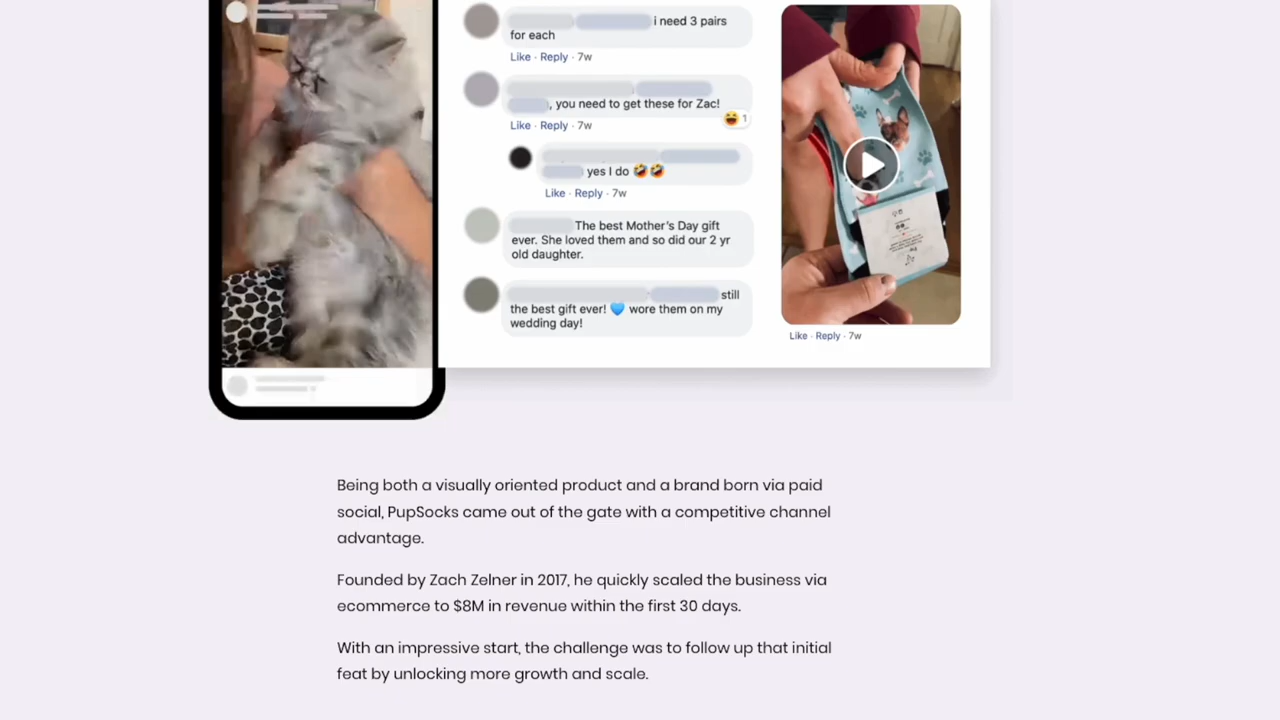 i need 3 pairs
for each
Like · Reply · 7w
, you need to get these for Zac!
😆 1
Like · Reply · 7w
yes I do 🤣🤣
Like · Reply · 7w
The best Mother's Day gift
ever. She loved them and so did our 2 yr
old daughter.
still
the best gift ever! 💙 wore them on my
wedding day!
Like · Reply · 7w
Being both a visually oriented product and a brand born via paid
social, PupSocks came out of the gate with a competitive channel
advantage.
Founded by Zach Zelner in 2017, he quickly scaled the business via
ecommerce to $8M in revenue within the first 30 days.
With an impressive start, the challenge was to follow up that initial
feat by unlocking more growth and scale.